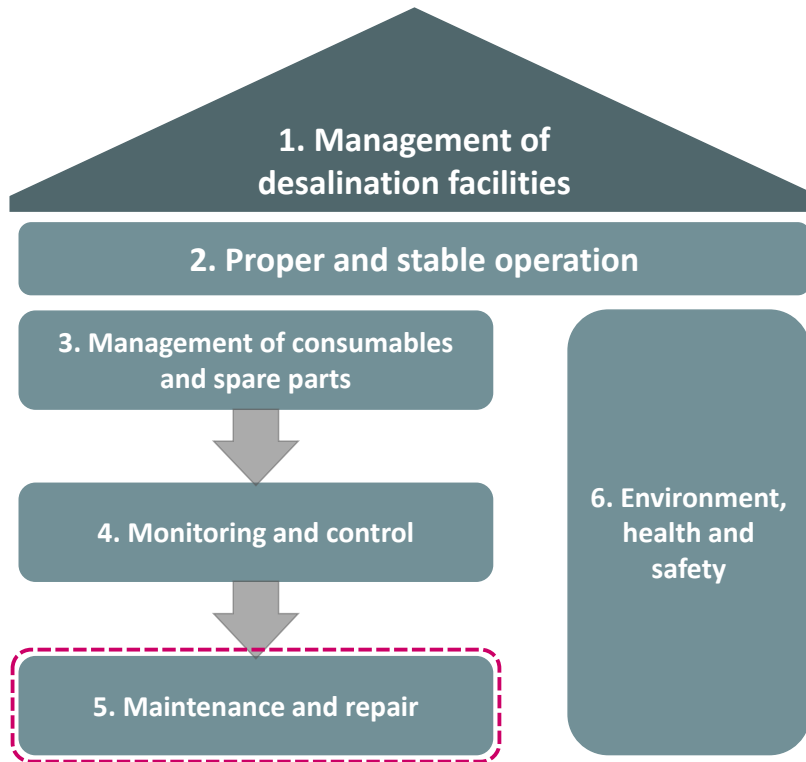 1. Management of
desalination facilities
2. Proper and stable operation
3. Management of consumables
and spare parts
4. Monitoring and control
5. Maintenance and repair
6. Environment,
health and
safety